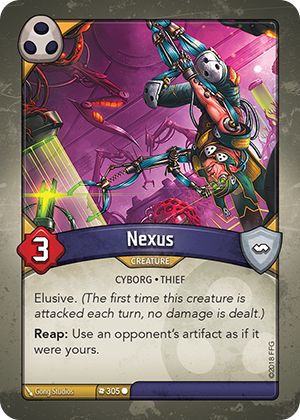 3
Nexus
CREATURE
CYBORG • THIEF
Elusive. (The first time this creature is
attacked each turn, no damage is dealt.)
Reap: Use an opponent's artifact as if it
were yours.
Gong Studios
305
©2018 FFG